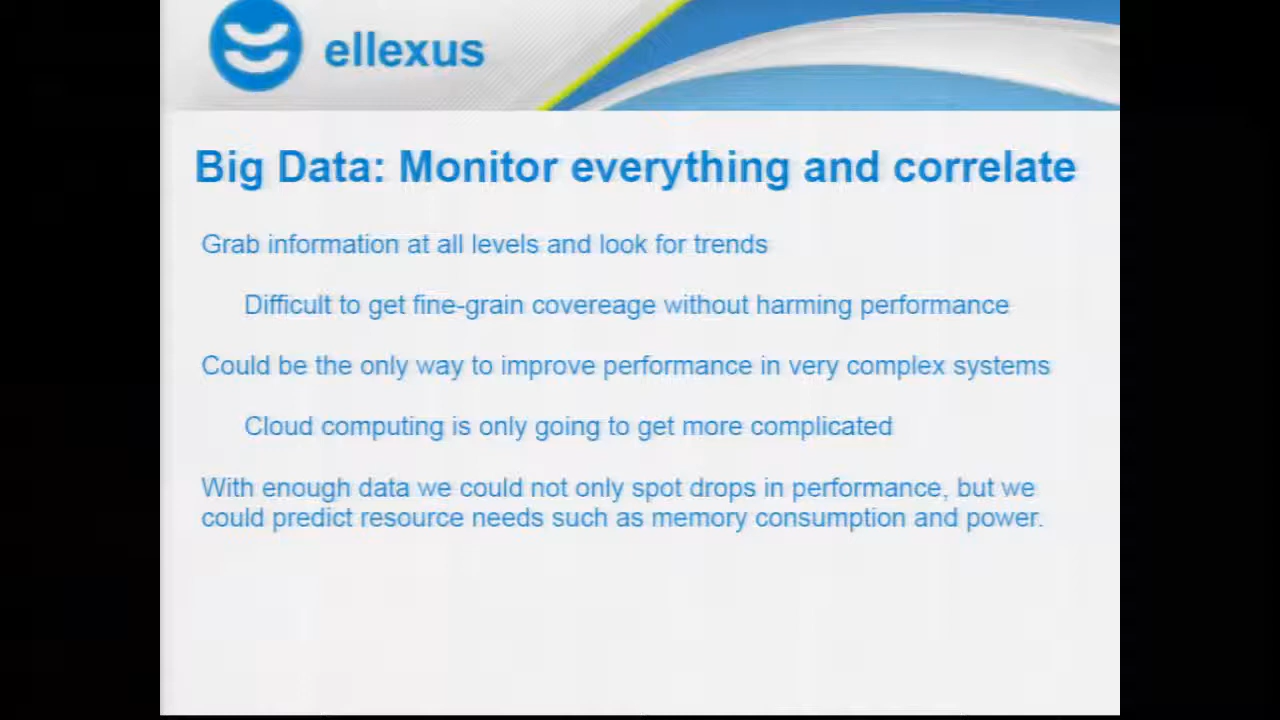 ellexus
Big Data: Monitor everything and correlate
Grab information at all levels and look for trends
Difficult to get fine-grain covereage without harming performance
Could be the only way to improve performance in very complex systems
Cloud computing is only going to get more complicated
With enough data we could not only spot drops in performance, but we
could predict resource needs such as memory consumption and power.